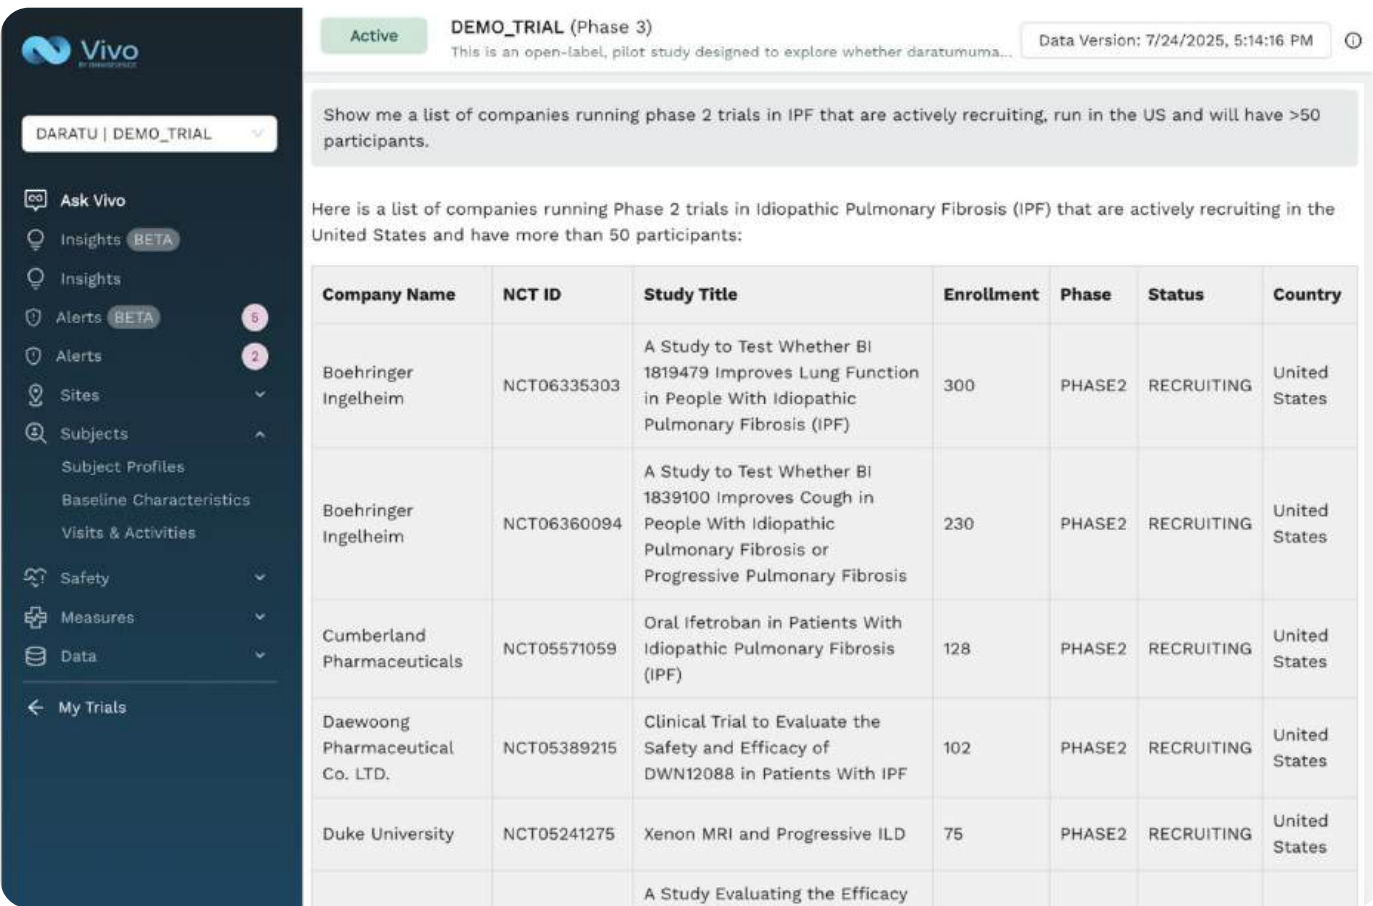 Vivo
DARATU | DEMO_TRIAL
Ask Vivo
Insights BETA
Insights
Alerts BETA 5
Alerts 2
Sites
Subjects
Subject Profiles
Baseline Characteristics
Visits & Activities
Safety
Measures
Data
My Trials
Active
DEMO_TRIAL (Phase 3)
This is an open-label, pilot study designed to explore whether daratumuma...
Data Version: 7/24/2025, 5:14:16 PM
Show me a list of companies running phase 2 trials in IPF that are actively recruiting, run in the US and will have >50
participants.
Here is a list of companies running Phase 2 trials in Idiopathic Pulmonary Fibrosis (IPF) that are actively recruiting in the
United States and have more than 50 participants:
Company Name NCT ID Study Title Enrollment Phase Status Country
Boehringer
Ingelheim
NCT06335303
A Study to Test Whether BI
1819479 Improves Lung Function
in People With Idiopathic
Pulmonary Fibrosis (IPF)
300
PHASE2
RECRUITING
United
States
Boehringer
Ingelheim
NCT06360094
A Study to Test Whether BI
1839100 Improves Cough in
People With Idiopathic
Pulmonary Fibrosis or
Progressive Pulmonary Fibrosis
230
PHASE2
RECRUITING
United
States
Cumberland
Pharmaceuticals
NCT05571059
Oral Ifetroban in Patients With
Idiopathic Pulmonary Fibrosis
(IPF)
128
PHASE2
RECRUITING
United
States
Daewoong
Pharmaceutical
Co. LTD.
NCT05389215
Clinical Trial to Evaluate the
Safety and Efficacy of
DWN12088 in Patients With IPF
102
PHASE2
RECRUITING
United
States
Duke University
NCT05241275
Xenon MRI and Progressive ILD
75
PHASE2
RECRUITING
United
States
A Study Evaluating the Efficacy